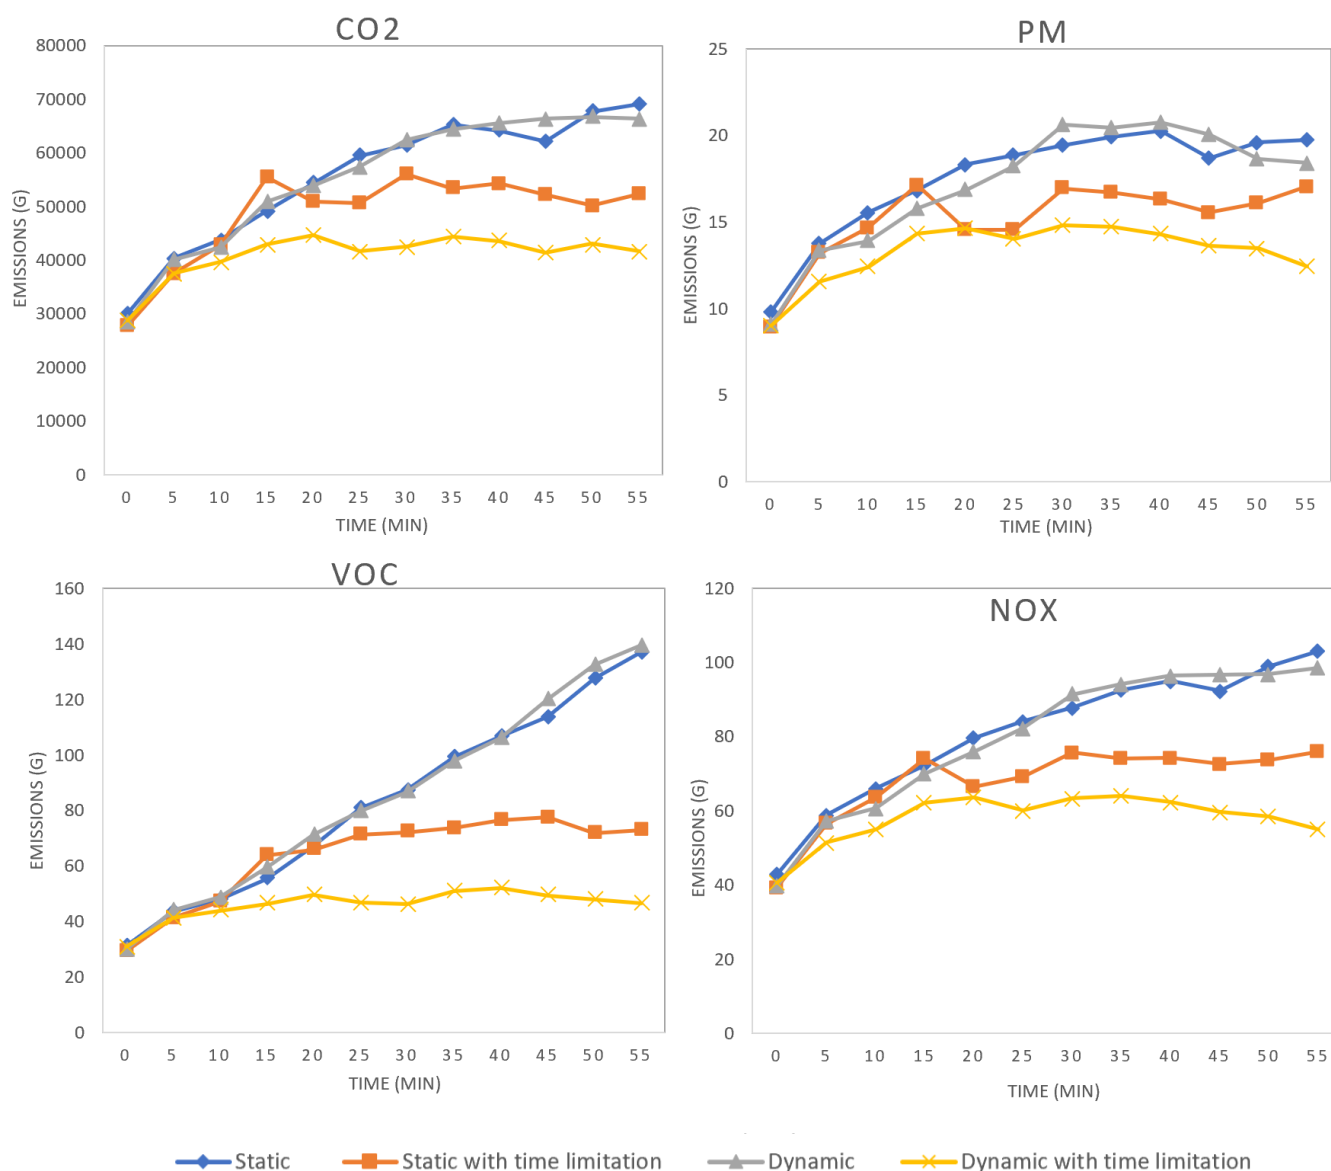 CO2
80000
70000
60000
50000
40000
30000
20000
10000
0
EMISSIONS (G)
0 5 10 15 20 25 30 35 40 45 50 55
TIME (MIN)
PM
25
20
15
10
5
0
EMISSIONS (G)
0 5 10 15 20 25 30 35 40 45 50 55
TIME (MIN)
VOC
160
140
120
100
80
60
40
20
0
EMISSIONS (G)
0 5 10 15 20 25 30 35 40 45 50 55
TIME (MIN)
NOX
120
100
80
60
40
20
0
EMISSIONS (G)
0 5 10 15 20 25 30 35 40 45 50 55
TIME (MIN)
Static Static with time limitation Dynamic Dynamic with time limitation